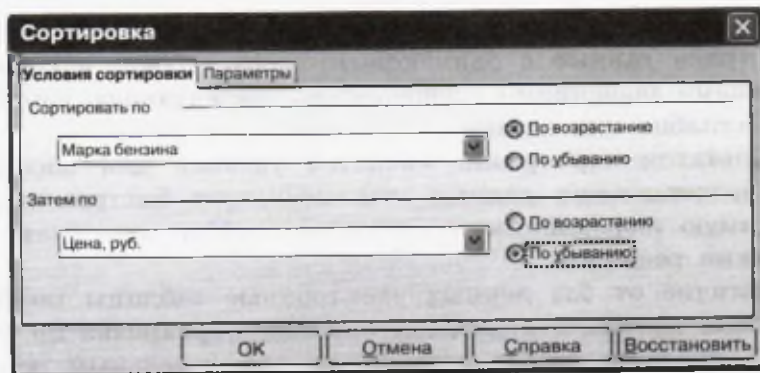 Сортировка
Условия сортировки Параметры
Сортировать по
Марка бензина
По возрастанию
По убыванию
Затем по
Цена, руб.
По возрастанию
По убыванию
OK Отмена Справка Восстановить